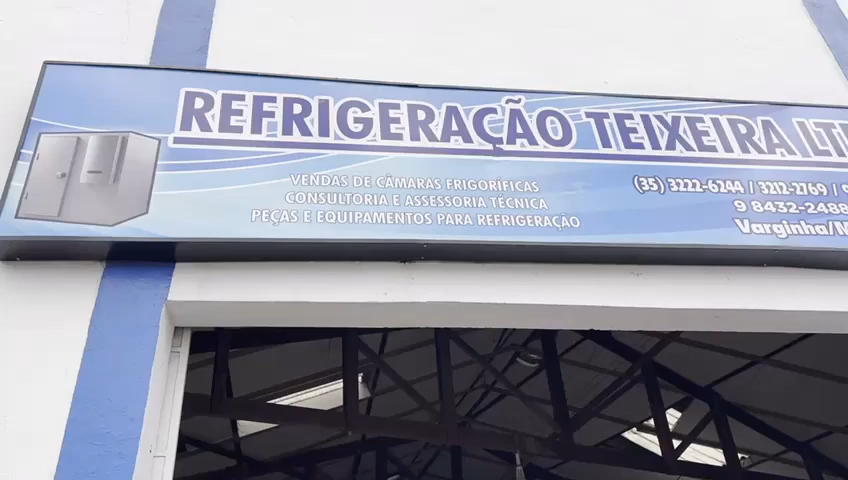 REFRIGERAÇÃO TEIXEIRA
VENDAS DE CÂMARAS FRIGORÍFICAS
CONSULTORIA E ASSESSORIA TÉCNICA
PEÇAS E EQUIPAMENTOS PARA REFRIGERAÇÃO
(35) 3222-6244 / 3212-2769 /
9 8432-2488
Varginha/M